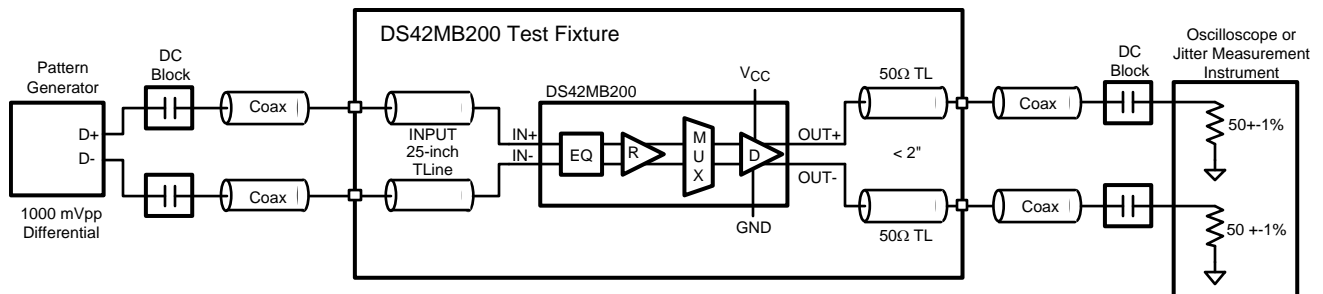 DS42MB200 Test Fixture
Pattern
Generator
D+
D-
1000 mVpp
Differential
DC
Block
Coax
Coax
INPUT
25-inch
TLine
DS42MB200
IN+
IN-
EQ
R
M
U
X
D
VCC
GND
OUT+
OUT-
50Ω TL
< 2"
50Ω TL
Coax
Coax
DC
Block
Oscilloscope or
Jitter Measurement
Instrument
50+-1%
50 +-1%